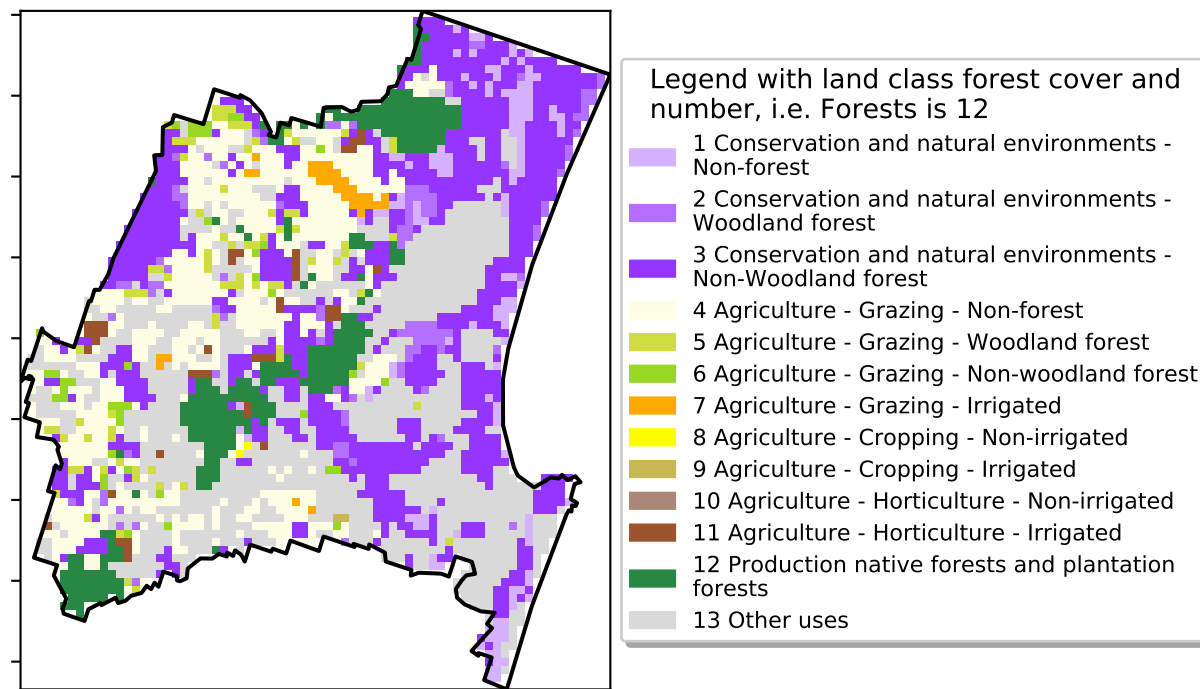 Legend with land class forest cover and
number, i.e. Forests is 12
1 Conservation and natural environments -
Non-forest
2 Conservation and natural environments -
Woodland forest
3 Conservation and natural environments -
Non-Woodland forest
4 Agriculture - Grazing - Non-forest
5 Agriculture - Grazing - Woodland forest
6 Agriculture - Grazing - Non-woodland forest
7 Agriculture - Grazing - Irrigated
8 Agriculture - Cropping - Non-irrigated
9 Agriculture - Cropping - Irrigated
10 Agriculture - Horticulture - Non-irrigated
11 Agriculture - Horticulture - Irrigated
12 Production native forests and plantation
forests
13 Other uses